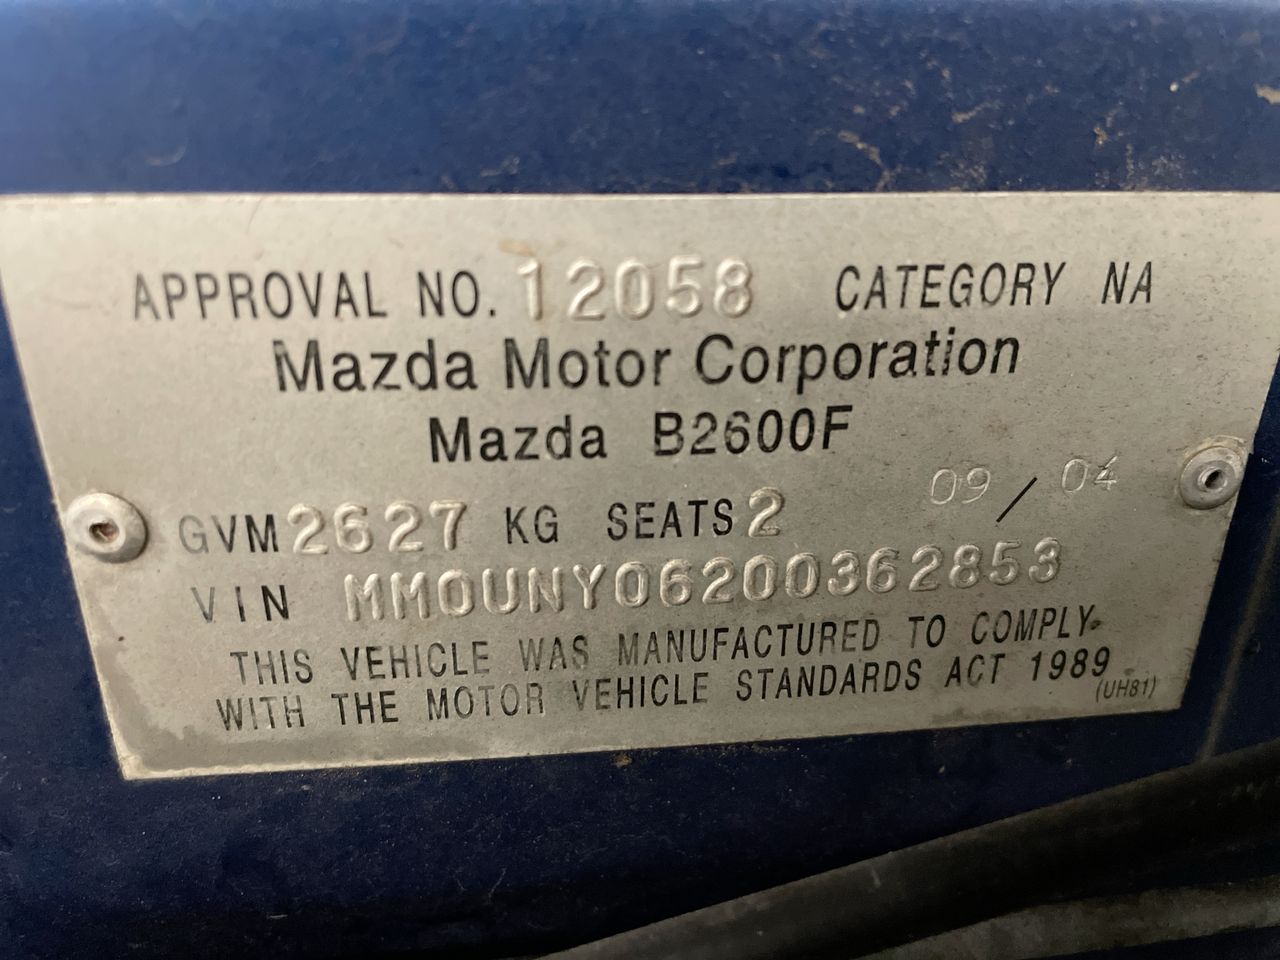 APPROVAL NO. 12058 CATEGORY NA
Mazda Motor Corporation
Mazda B2600F
09 / 04
GVM 2627 KG SEATS 2
VIN MM0UNY06200362853
THIS VEHICLE WAS MANUFACTURED TO COMPLY
WITH THE MOTOR VEHICLE STANDARDS ACT 1989.
(UH81)